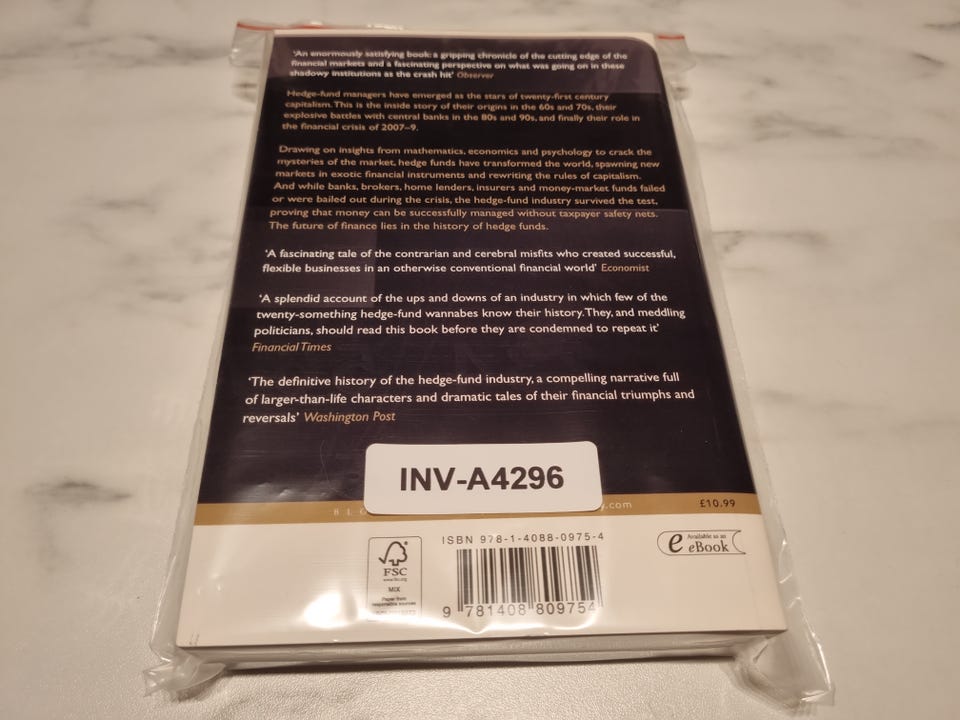 'An enormously satisfying book: a gripping chronicle of the cutting edge of the
financial markets and a fascinating perspective on what was going on in these
shadowy institutions as the crash hit' Observer
Hedge-fund managers have emerged as the stars of twenty-first century
capitalism. This is the inside story of their origins in the 60s and 70s, their
explosive battles with central banks in the 80s and 90s, and finally their role in
the financial crisis of 2007–9.
Drawing on insights from mathematics, economics and psychology to crack the
mysteries of the market, hedge funds have transformed the world, spawning new
markets in exotic financial instruments and rewriting the rules of capitalism.
And while banks, brokers, home lenders, insurers and money-market funds failed
or were bailed out during the crisis, the hedge-fund industry survived the test,
proving that money can be successfully managed without taxpayer safety nets.
The future of finance lies in the history of hedge funds.
'A fascinating tale of the contrarian and cerebral misfits who created successful,
flexible businesses in an otherwise conventional financial world' Economist
'A splendid account of the ups and downs of an industry in which few of the
twenty-something hedge-fund wannabes know their history. They, and meddling
politicians, should read this book before they are condemned to repeat it'
Financial Times
'The definitive history of the hedge-fund industry, a compelling narrative full
of larger-than-life characters and dramatic tales of their financial triumphs and
reversals' Washington Post
INV-A4296
B L O
y.com
£10.99
ISBN 978-1-4088-0975-4
Available as an
eBook
FSC
www.fsc.org
MIX
Paper from
responsible sources
9 781408 809754